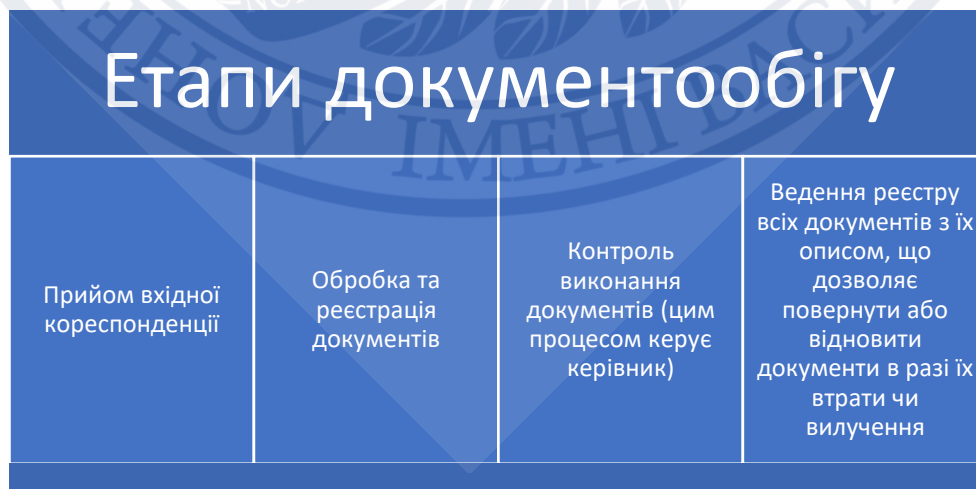 Етапи документообігу
Прийом вхідної
кореспонденції
Обробка та
реєстрація
документів
Контроль
виконання
документів (цим
процесом керує
керівник)
Ведення реєстру
всіх документів з їх
описом, що
дозволяє
повернути або
відновити
документи в разі їх
втрати чи
вилучення
ІМЕНІ